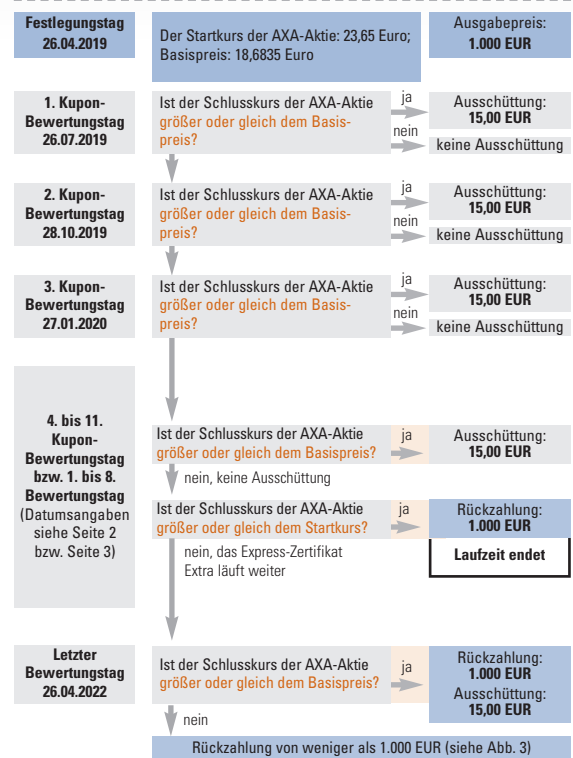 Festlegungstag
26.04.2019
Der Startkurs der AXA-Aktie: 23,65 Euro;
Basispreis: 18,6835 Euro
Ausgabepreis:
1.000 EUR
1. Kupon-
Bewertungstag
26.07.2019
Ist der Schlusskurs der AXA-Aktie
größer oder gleich dem Basis-
preis?
ja
Ausschüttung:
15,00 EUR
nein
keine Ausschüttung
2. Kupon-
Bewertungstag
28.10.2019
Ist der Schlusskurs der AXA-Aktie
größer oder gleich dem Basis-
preis?
ja
Ausschüttung:
15,00 EUR
nein
keine Ausschüttung
3. Kupon-
Bewertungstag
27.01.2020
Ist der Schlusskurs der AXA-Aktie
größer oder gleich dem Basis-
preis?
ja
Ausschüttung:
15,00 EUR
nein
keine Ausschüttung
4. bis 11.
Kupon-
Bewertungstag
bzw. 1. bis 8.
Bewertungstag
(Datumsangaben
siehe Seite 2
bzw. Seite 3)
Ist der Schlusskurs der AXA-Aktie
größer oder gleich dem Basispreis?
ja
Ausschüttung:
15,00 EUR
nein, keine Ausschüttung
Ist der Schlusskurs der AXA-Aktie
größer oder gleich dem Startkurs?
ja
Rückzahlung:
1.000 EUR
Laufzeit endet
nein, das Express-Zertifikat
Extra läuft weiter
Letzter
Bewertungstag
26.04.2022
Ist der Schlusskurs der AXA-Aktie
größer oder gleich dem Basispreis?
ja
Rückzahlung:
1.000 EUR
Ausschüttung:
15,00 EUR
nein
Rückzahlung von weniger als 1.000 EUR (siehe Abb. 3)